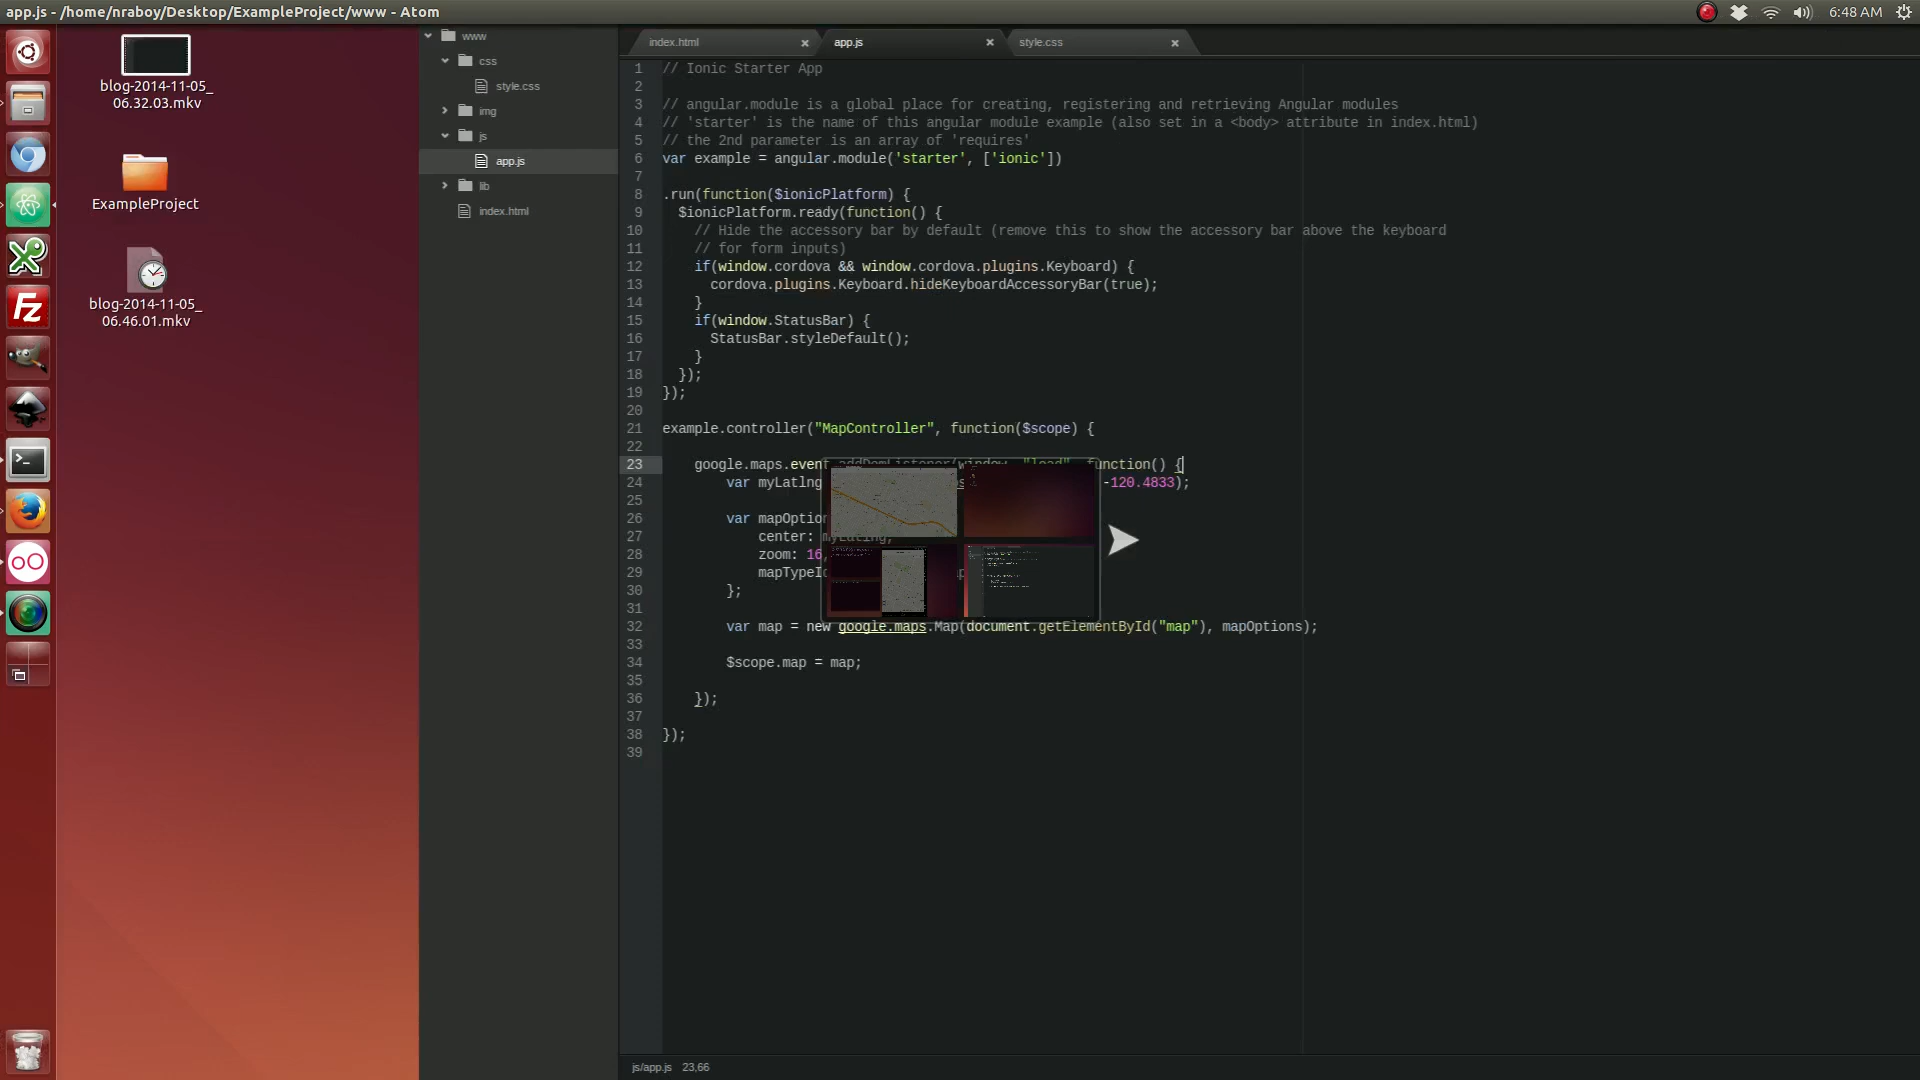 app.js - /home/nraboy/Desktop/ExampleProject/www - Atom
6:48 AM
blog-2014-11-05_
06.32.03.mkv
ExampleProject
blog-2014-11-05_
06.46.01.mkv
www
css
style.css
img
js
app.js
lib
index.html
index.html
app.js
style.css
1 // Ionic Starter App
2
3 // angular.module is a global place for creating, registering and retrieving Angular modules
4 // 'starter' is the name of this angular module example (also set in a <body> attribute in index.html)
5 // the 2nd parameter is an array of 'requires'
6 var example = angular.module('starter', ['ionic'])
7
8 .run(function($ionicPlatform) {
9 $ionicPlatform.ready(function() {
10 // Hide the accessory bar by default (remove this to show the accessory bar above the keyboard
11 // for form inputs)
12 if(window.cordova && window.cordova.plugins.Keyboard) {
13 cordova.plugins.Keyboard.hideKeyboardAccessoryBar(true);
14 }
15 if(window.StatusBar) {
16 StatusBar.styleDefault();
17 }
18 });
19 });
20
21 example.controller("MapController", function($scope) {
22
23 google.maps.event.addDomListener(window, "load", function() {
24 var myLatlng -120.4833);
25
26 var mapOption
27 center: myLatlng,
28 zoom: 16,
29 mapTypeId
30 };
31
32 var map = new google.maps.Map(document.getElementById("map"), mapOptions);
33
34 $scope.map = map;
35
36 });
37
38 });
39
js/app.js 23,66